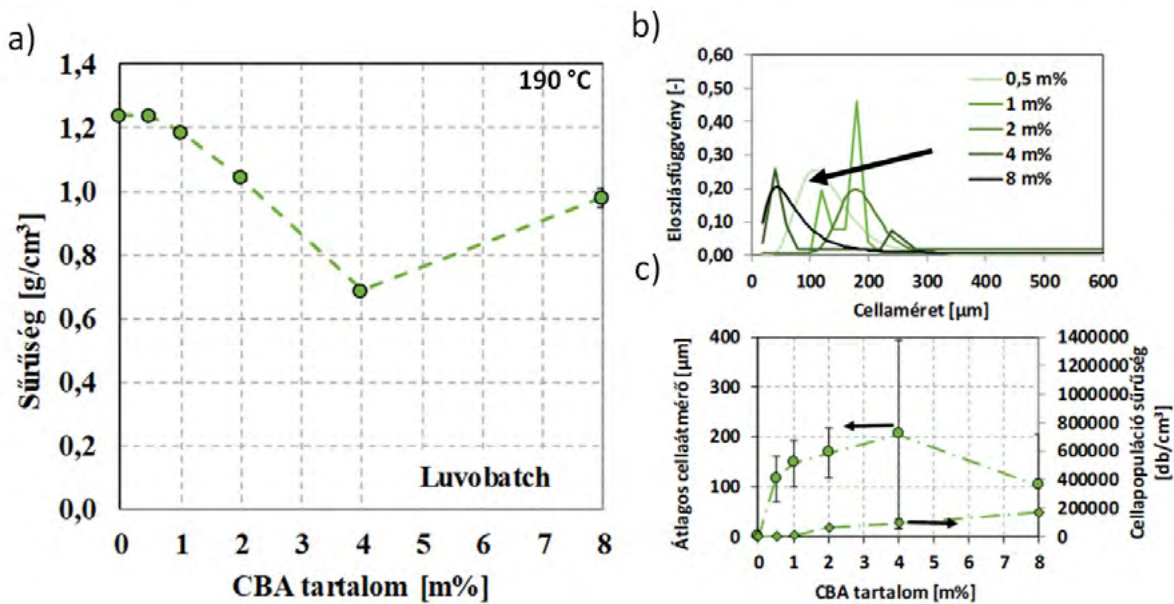 a)
Sűrűség [g/cm³]
1,4
1,2
1,0
0,8
0,6
0,4
0,2
0,0
190 °C
Luvobatch
0 1 2 3 4 5 6 7 8
CBA tartalom [m%]
b)
Eloszlásfüggvény [-]
0,60
0,50
0,40
0,30
0,20
0,10
0,00
0,5 m%
1 m%
2 m%
4 m%
8 m%
0 100 200 300 400 500 600
Cellaméret [µm]
c)
Átlagos cellaátmérő [µm]
400
300
200
100
0
1400000
1200000
1000000
800000
600000
400000
200000
0
Cellapopuláció sűrűség
[db/cm³]
0 1 2 3 4 5 6 7 8
CBA tartalom [m%]